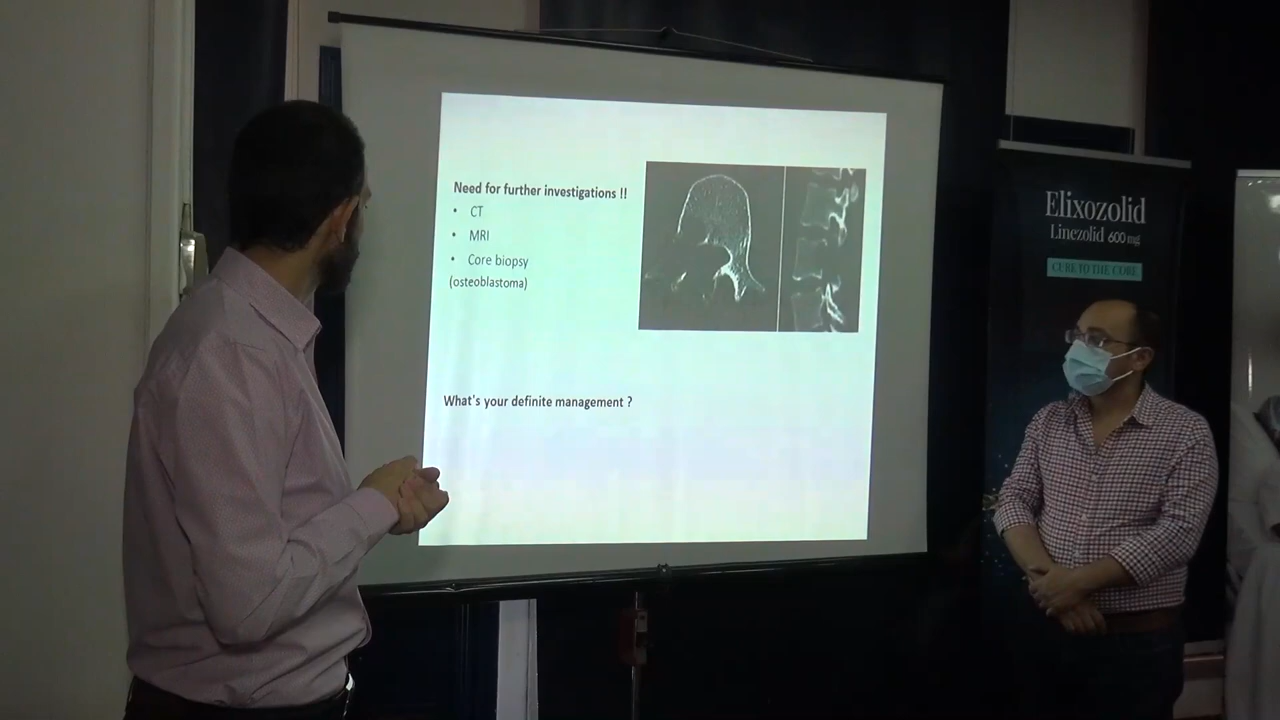 Need for further investigations !!
• CT
• MRI
• Core biopsy
(osteoblastoma)
What's your definite management ?
Elixozolid
Linezolid 600 mg
CURE TO THE CORE